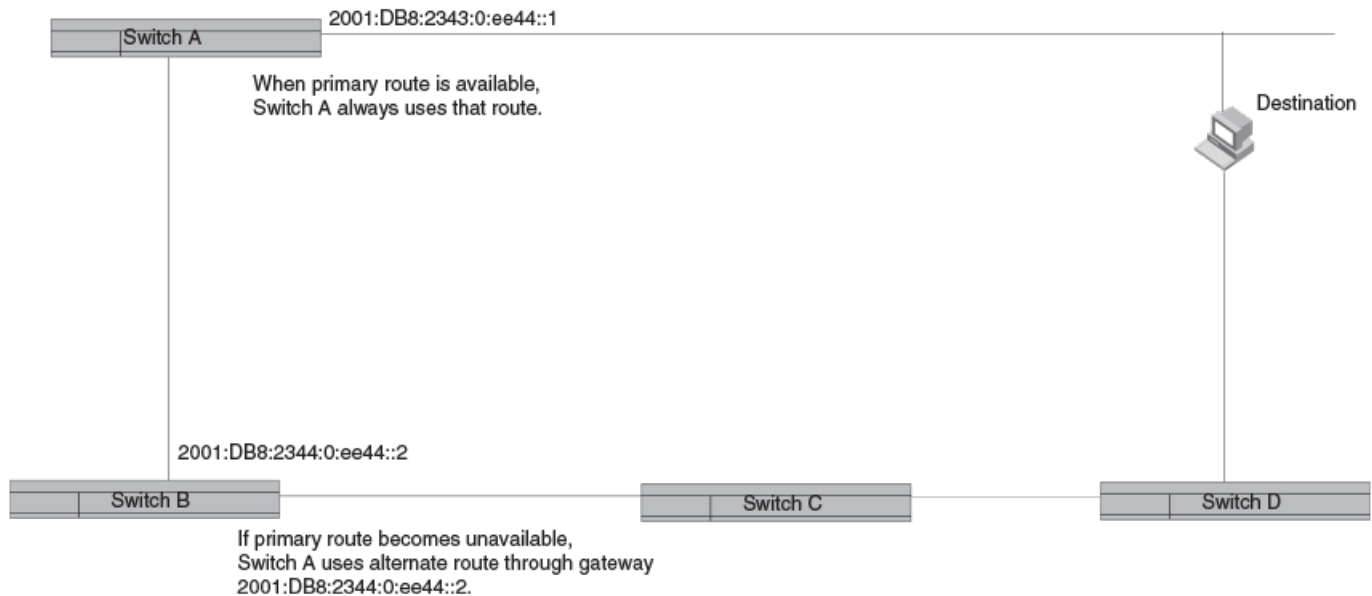 2001:DB8:2343:0:ee44::1
Switch A
When primary route is available,
Switch A always uses that route.
Destination
2001:DB8:2344:0:ee44::2
Switch B
Switch C
Switch D
If primary route becomes unavailable,
Switch A uses alternate route through gateway
2001:DB8:2344:0:ee44::2.